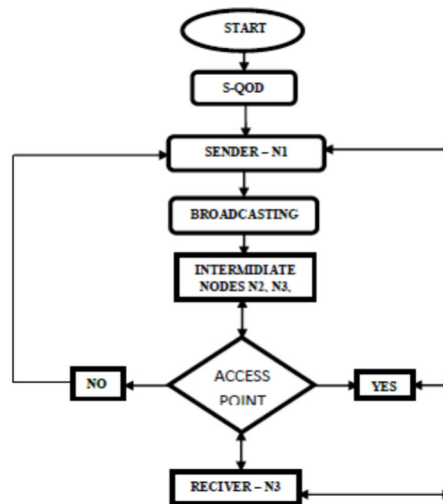 START
S-QOD
SENDER – N1
BROADCASTING
INTERMIDIATE
NODES N2, N3,
NO
ACCESS
POINT
YES
RECIVER – N3